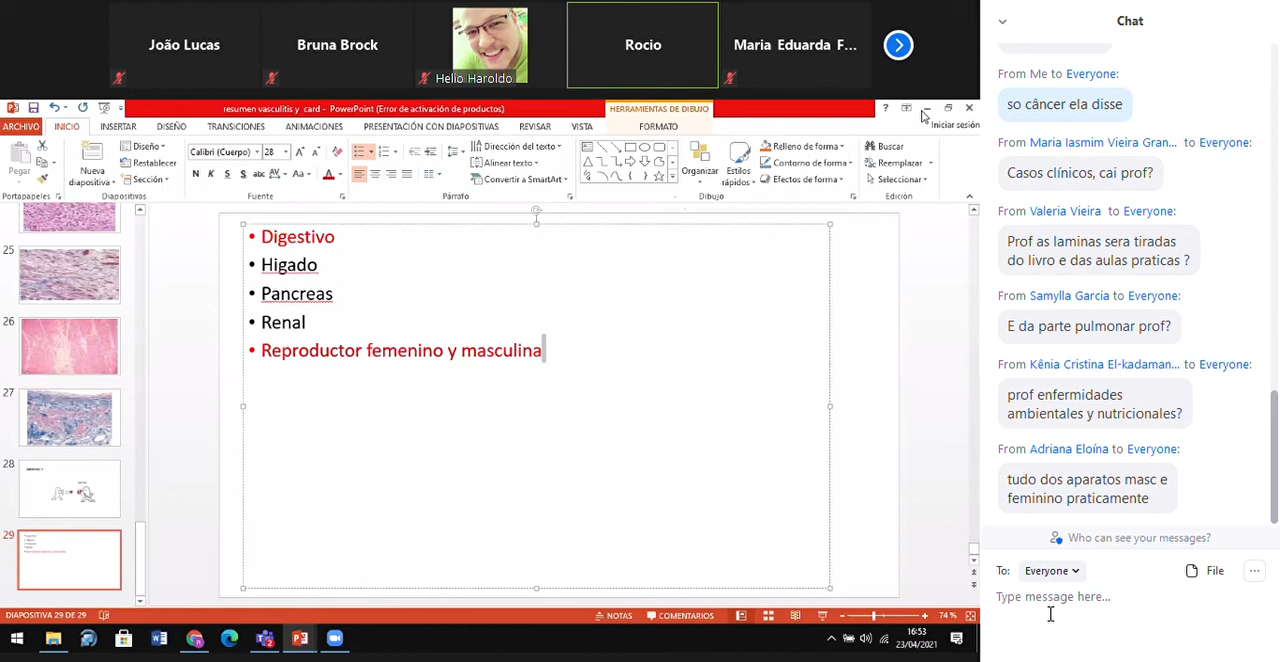 João Lucas
Bruna Brock
Helio Haroldo
Rocio
Maria Eduarda F...
resumen vasculitis y card - PowerPoint (Error de activación de productos)
HERRAMIENTAS DE DIBUJO
Iniciar sesión
ARCHIVO INICIO INSERTAR DISEÑO TRANSICIONES ANIMACIONES PRESENTACIÓN CON DIAPOSITIVAS REVISAR VISTA FORMATO
Pegar
Nueva diapositiva
Diseño
Restablecer
Sección
Calibri (Cuerpo) 28
N K S S abc AV Aa A
Dirección del texto
Alinear texto
Convertir a SmartArt
Organizar
Estilos rápidos
Relleno de forma
Contorno de forma
Efectos de forma
Buscar
Reemplazar
Seleccionar
Portapapeles Diapositivas Fuente Párrafo Dibujo Edición
25
26
27
28
29
• Digestivo
• Higado
• Pancreas
• Renal
• Reproductor femenino y masculina
DIAPOSITIVA 29 DE 29
NOTAS
COMENTARIOS
74 %
16:53
23/04/2021
Chat
From Me to Everyone:
so câncer ela disse
From Maria Iasmim Vieira Gran... to Everyone:
Casos clínicos, cai prof?
From Valeria Vieira to Everyone:
Prof as laminas sera tiradas
do livro e das aulas praticas ?
From Samylla Garcia to Everyone:
E da parte pulmonar prof?
From Kênia Cristina El-kadaman... to Everyone:
prof enfermidades
ambientales y nutricionales?
From Adriana Eloína to Everyone:
tudo dos aparatos masc e
feminino praticamente
Who can see your messages?
To: Everyone
File
Type message here...